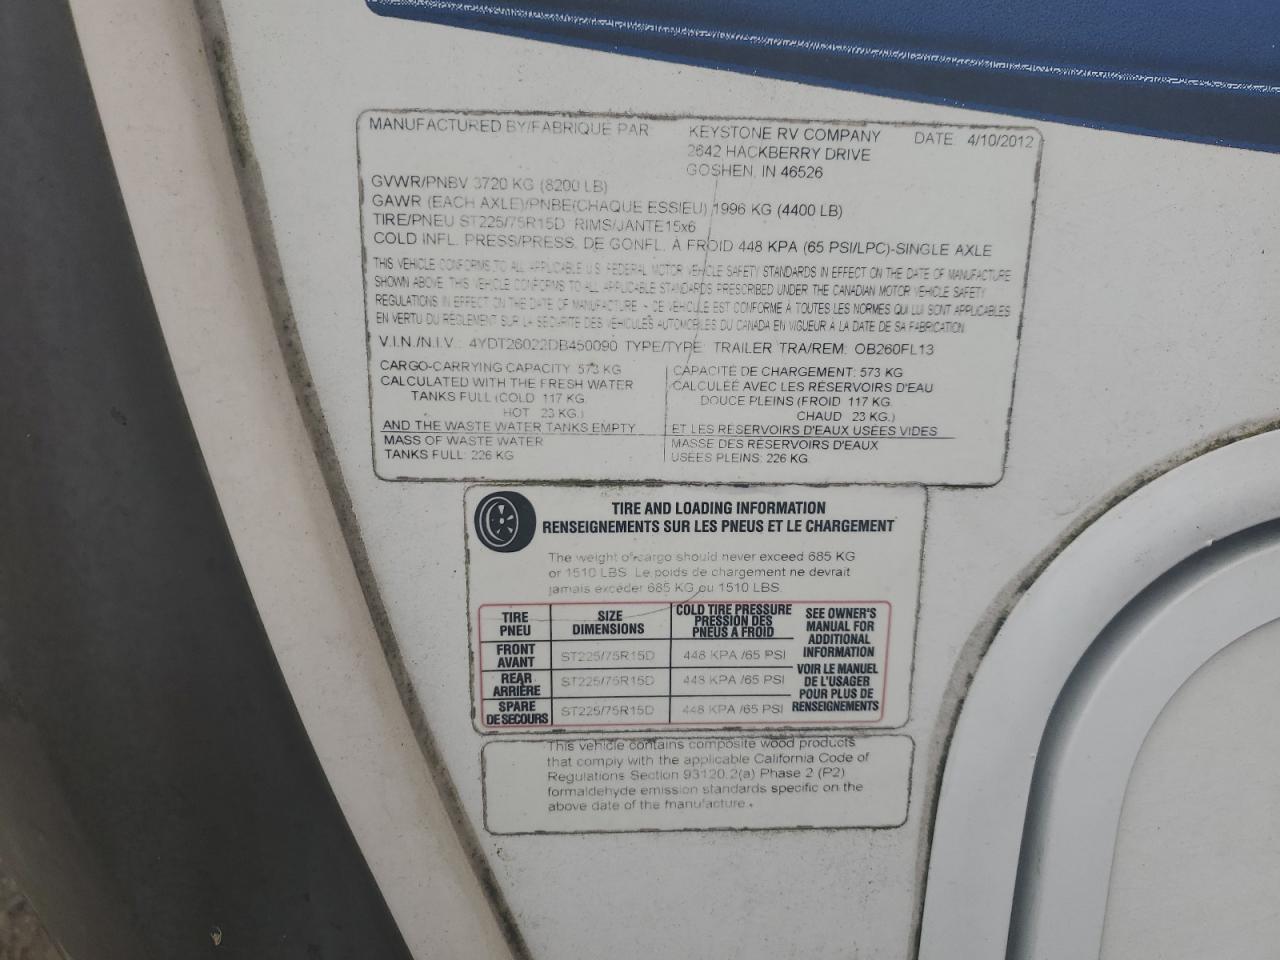 MANUFACTURED BY/FABRIQUE PAR KEYSTONE RV COMPANY DATE 4/10/2012
2642 HACKBERRY DRIVE
GOSHEN, IN 46526
GVWR/PNBV 3720 KG (8200 LB)
GAWR (EACH AXLE)/PNBE(CHAQUE ESSIEU) 1996 KG (4400 LB)
TIRE/PNEU ST225/75R15D RIMS/JANTE15x6
COLD INFL. PRESS/PRESS. DE GONFL. À FROID 448 KPA (65 PSI/LPC)-SINGLE AXLE
THIS VEHICLE CONFORMS TO ALL APPLICABLE U.S. FEDERAL MOTOR VEHICLE SAFETY STANDARDS IN EFFECT ON THE DATE OF MANUFACTURE
SHOWN ABOVE THIS VEHICLE CONFORMS TO ALL APPLICABLE STANDARDS PRESCRIBED UNDER THE CANADIAN MOTOR VEHICLE SAFETY
REGULATIONS IN EFFECT ON THE DATE OF MANUFACTURE - CE VEHICULE EST CONFORME À TOUTES LES NORMES QUI LUI SONT APPLICABLES
EN VERTU DU REGLEMENT SUR LA SECURITE DES VEHICULES AUTOMOBILES DU CANADA EN VIGUEUR À LA DATE DE SA FABRICATION
V.I.N./N.I.V.: 4YDT26022DB450090 TYPE/TYPE: TRAILER TRA/REM: OB260FL13
CARGO-CARRYING CAPACITY 573 KG
CALCULATED WITH THE FRESH WATER
TANKS FULL (COLD 117 KG.
HOT 23 KG.)
AND THE WASTE WATER TANKS EMPTY
MASS OF WASTE WATER
TANKS FULL: 226 KG
CAPACITÉ DE CHARGEMENT: 573 KG
CALCULÉE AVEC LES RÉSERVOIRS D'EAU
DOUCE PLEINS (FROID 117 KG.
CHAUD 23 KG.)
ET LES RÉSERVOIRS D'EAUX USÉES VIDES
MASSE DES RÉSERVOIRS D'EAUX
USÉES PLEINS: 226 KG.
TIRE AND LOADING INFORMATION
RENSEIGNEMENTS SUR LES PNEUS ET LE CHARGEMENT
The weight of cargo should never exceed 685 KG
or 1510 LBS. Le poids de chargement ne devrait
jamais excéder 685 KG ou 1510 LBS.
TIRE SIZE COLD TIRE PRESSURE
PNEU DIMENSIONS PRESSION DES
PNEUS A FROID
FRONT
AVANT ST225/75R15D 448 KPA /65 PSI
REAR
ARRIÈRE ST225/75R15D 448 KPA /65 PSI
SPARE
DE SECOURS ST225/75R15D 448 KPA /65 PSI
SEE OWNER'S
MANUAL FOR
ADDITIONAL
INFORMATION
VOIR LE MANUEL
DE L'USAGER
POUR PLUS DE
RENSEIGNEMENTS
This vehicle contains composite wood products
that comply with the applicable California Code of
Regulations Section 93120.2(a) Phase 2 (P2)
formaldehyde emission standards specific on the
above date of the manufacture.